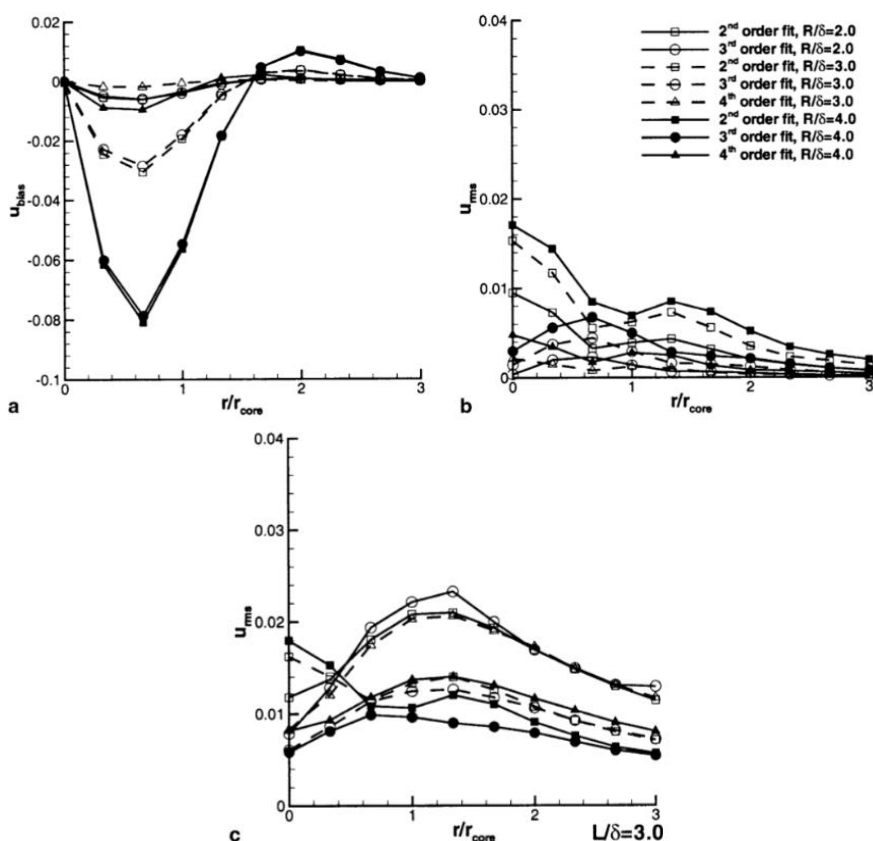 0.02
0
-0.02
-0.04
-0.06
-0.08
-0.1
u_bias
0 1 2 3
r/r_core
a
0.04
0.03
0.02
0.01
0
u_rms
0 1 2 3
r/r_core
b
2nd order fit, R/δ=2.0
3rd order fit, R/δ=2.0
2nd order fit, R/δ=3.0
3rd order fit, R/δ=3.0
4th order fit, R/δ=3.0
2nd order fit, R/δ=4.0
3rd order fit, R/δ=4.0
4th order fit, R/δ=4.0
0.04
0.03
0.02
0.01
0
u_rms
0 1 2 3
r/r_core
L/δ=3.0
c